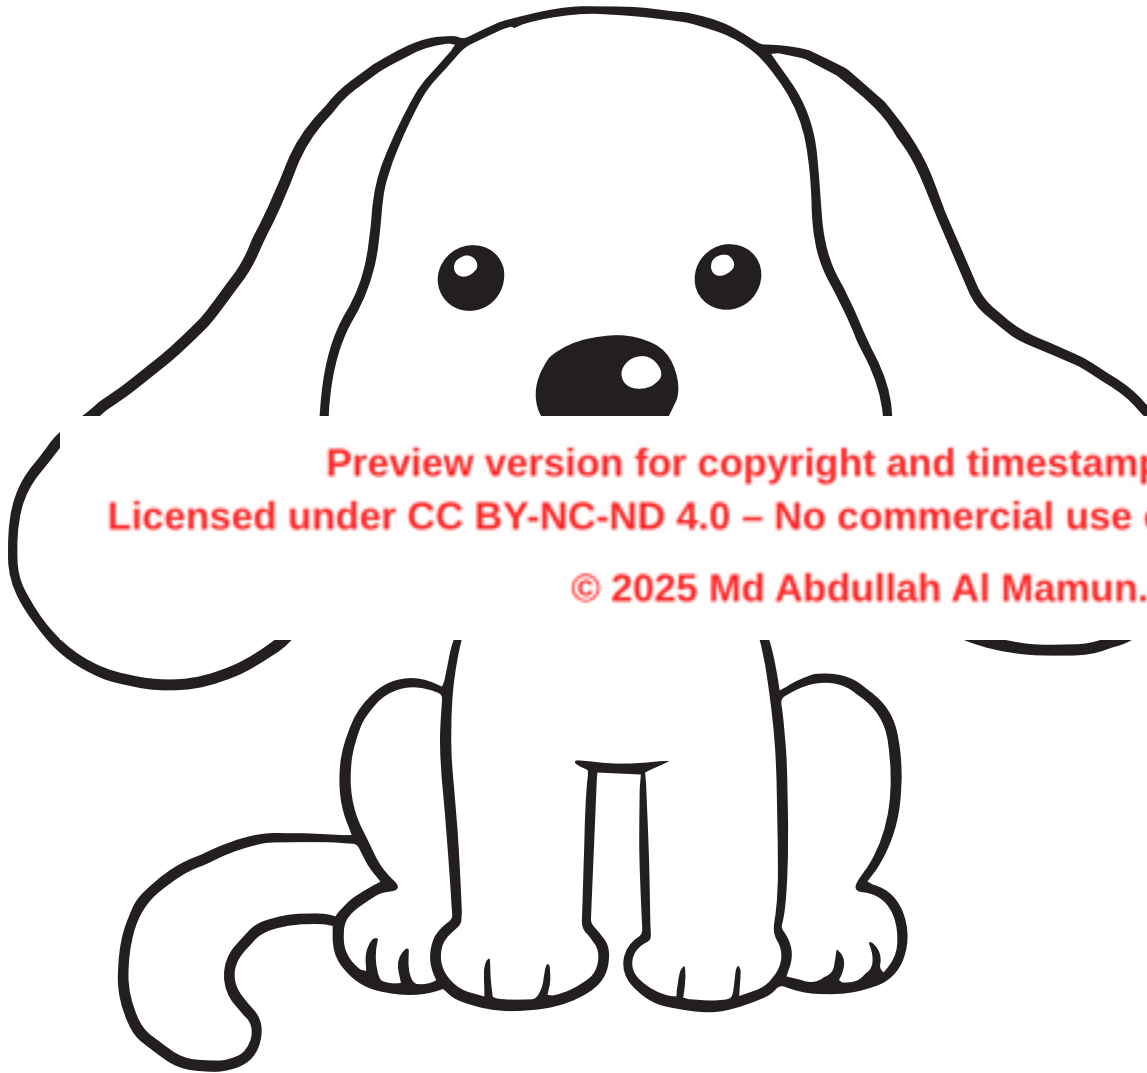 Preview version for copyright and timestamp
Licensed under CC BY-NC-ND 4.0 – No commercial use
© 2025 Md Abdullah Al Mamun.